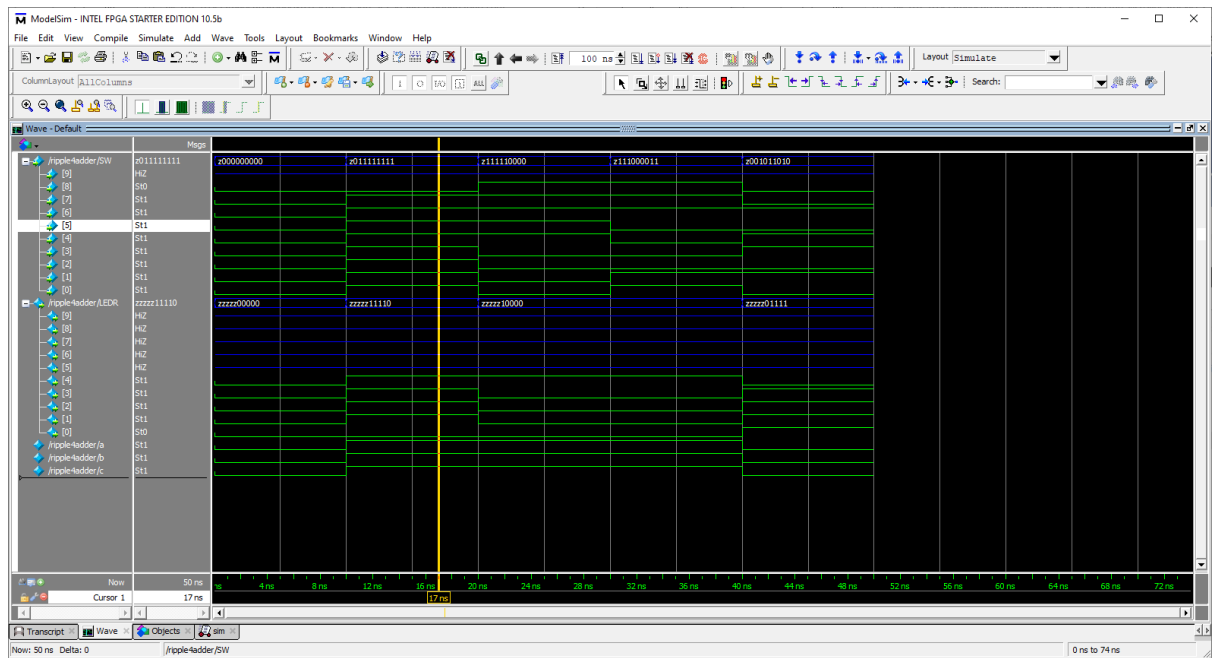 ModelSim - INTEL FPGA STARTER EDITION 10.5b
File Edit View Compile Simulate Add Wave Tools Layout Bookmarks Window Help
100 ns
Layout Simulate
ColumnLayout AllColumns
Search:
Wave - Default
Msgs
/ripple4adder/SW z011111111 z000000000 z011111111 z111110000 z111000011 z001011010
[9] HiZ
[8] St0
[7] St1
[6] St1
[5] St1
[4] St1
[3] St1
[2] St1
[1] St1
[0] St1
/ripple4adder/LEDR zzzzz11110 zzzzz00000 zzzzz11110 zzzzz10000 zzzzz01111
[9] HiZ
[8] HiZ
[7] HiZ
[6] HiZ
[5] HiZ
[4] St1
[3] St1
[2] St1
[1] St1
[0] St0
/ripple4adder/a St1
/ripple4adder/b St1
/ripple4adder/c St1
Now 50 ns ns 4 ns 8 ns 12 ns 16 ns 20 ns 24 ns 28 ns 32 ns 36 ns 40 ns 44 ns 48 ns 52 ns 56 ns 60 ns 64 ns 68 ns 72 ns
Cursor 1 17 ns 17 ns
Transcript Wave Objects sim
Now: 50 ns Delta: 0 /ripple4adder/SW 0 ns to 74 ns